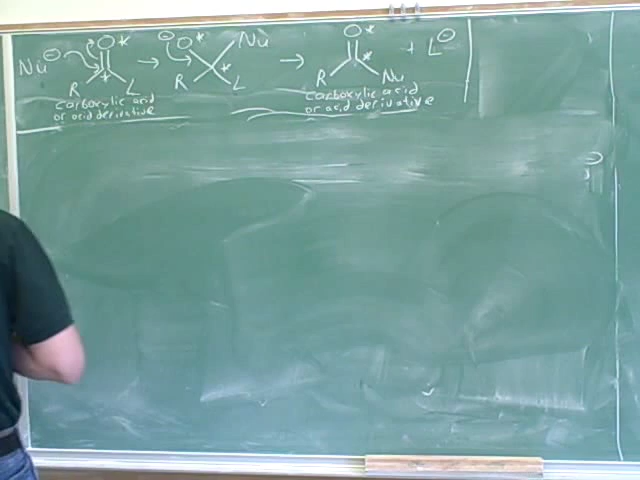 Nu⊖ O* * R L → ⊖O* Nu * R L → O* * R Nu + L⊖
carboxylic acid carboxylic acid
or acid derivative or acid derivative